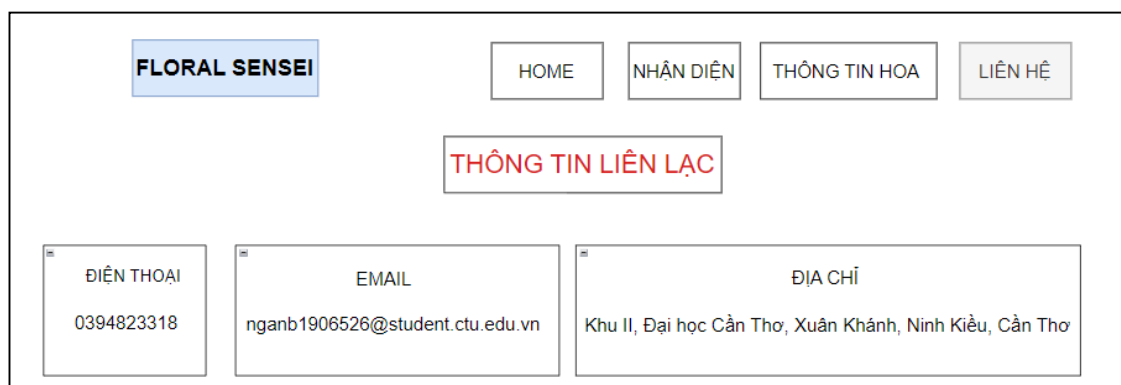 FLORAL SENSEI
HOME
NHẬN DIỆN
THÔNG TIN HOA
LIÊN HỆ
THÔNG TIN LIÊN LẠC
ĐIỆN THOẠI
0394823318
EMAIL
nganb1906526@student.ctu.edu.vn
ĐỊA CHĨ
Khu II, Đại học Cần Thơ, Xuân Khánh, Ninh Kiều, Cần Thơ